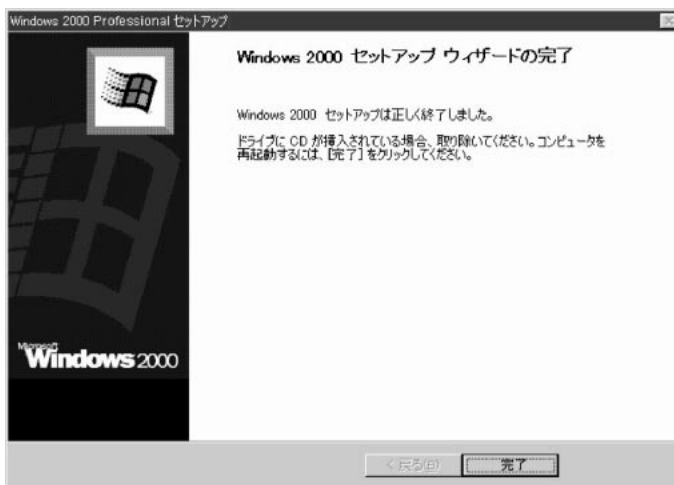 Windows 2000 Professional セットアップ
Windows 2000 セットアップ ウィザードの完了
Windows 2000 セットアップは正しく終了しました。
ドライブに CD が挿入されている場合、取り除いてください。コンピュータを
再起動するには、[完了] をクリックしてください。
Microsoft
Windows 2000
< 戻る(B)
完了